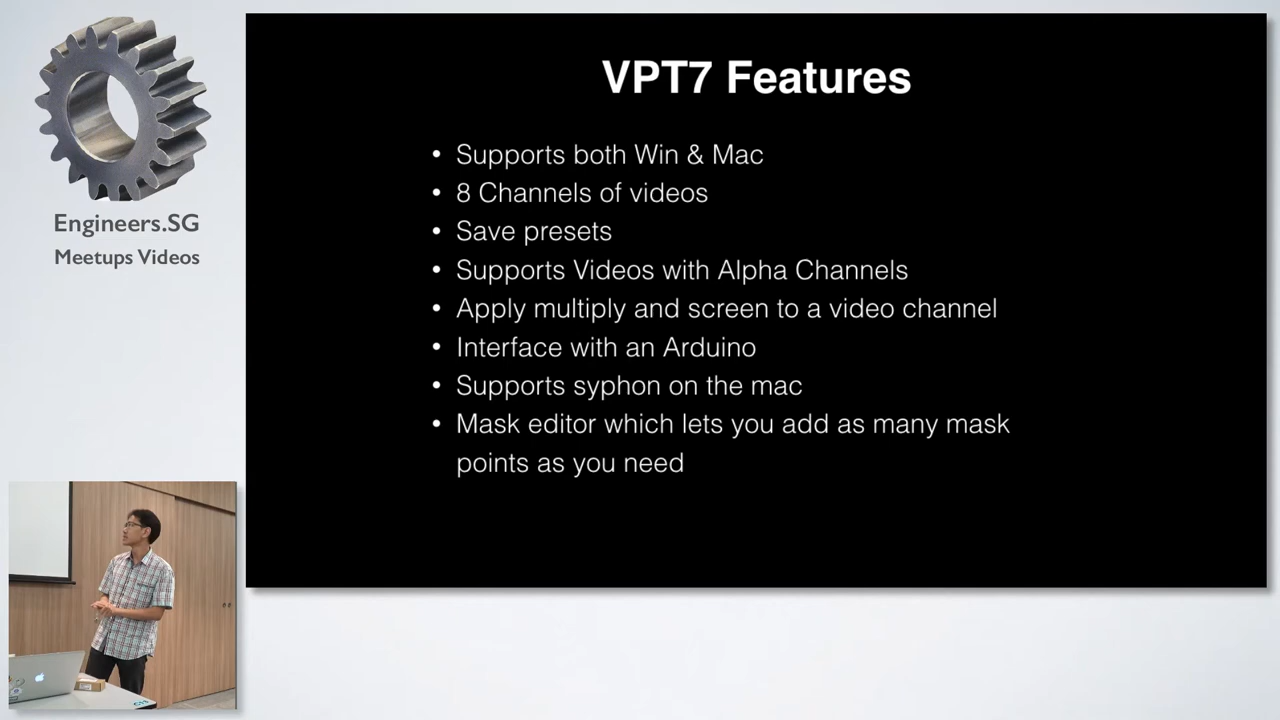 Engineers.SG
Meetups Videos
VPT7 Features
• Supports both Win & Mac
• 8 Channels of videos
• Save presets
• Supports Videos with Alpha Channels
• Apply multiply and screen to a video channel
• Interface with an Arduino
• Supports syphon on the mac
• Mask editor which lets you add as many mask
points as you need